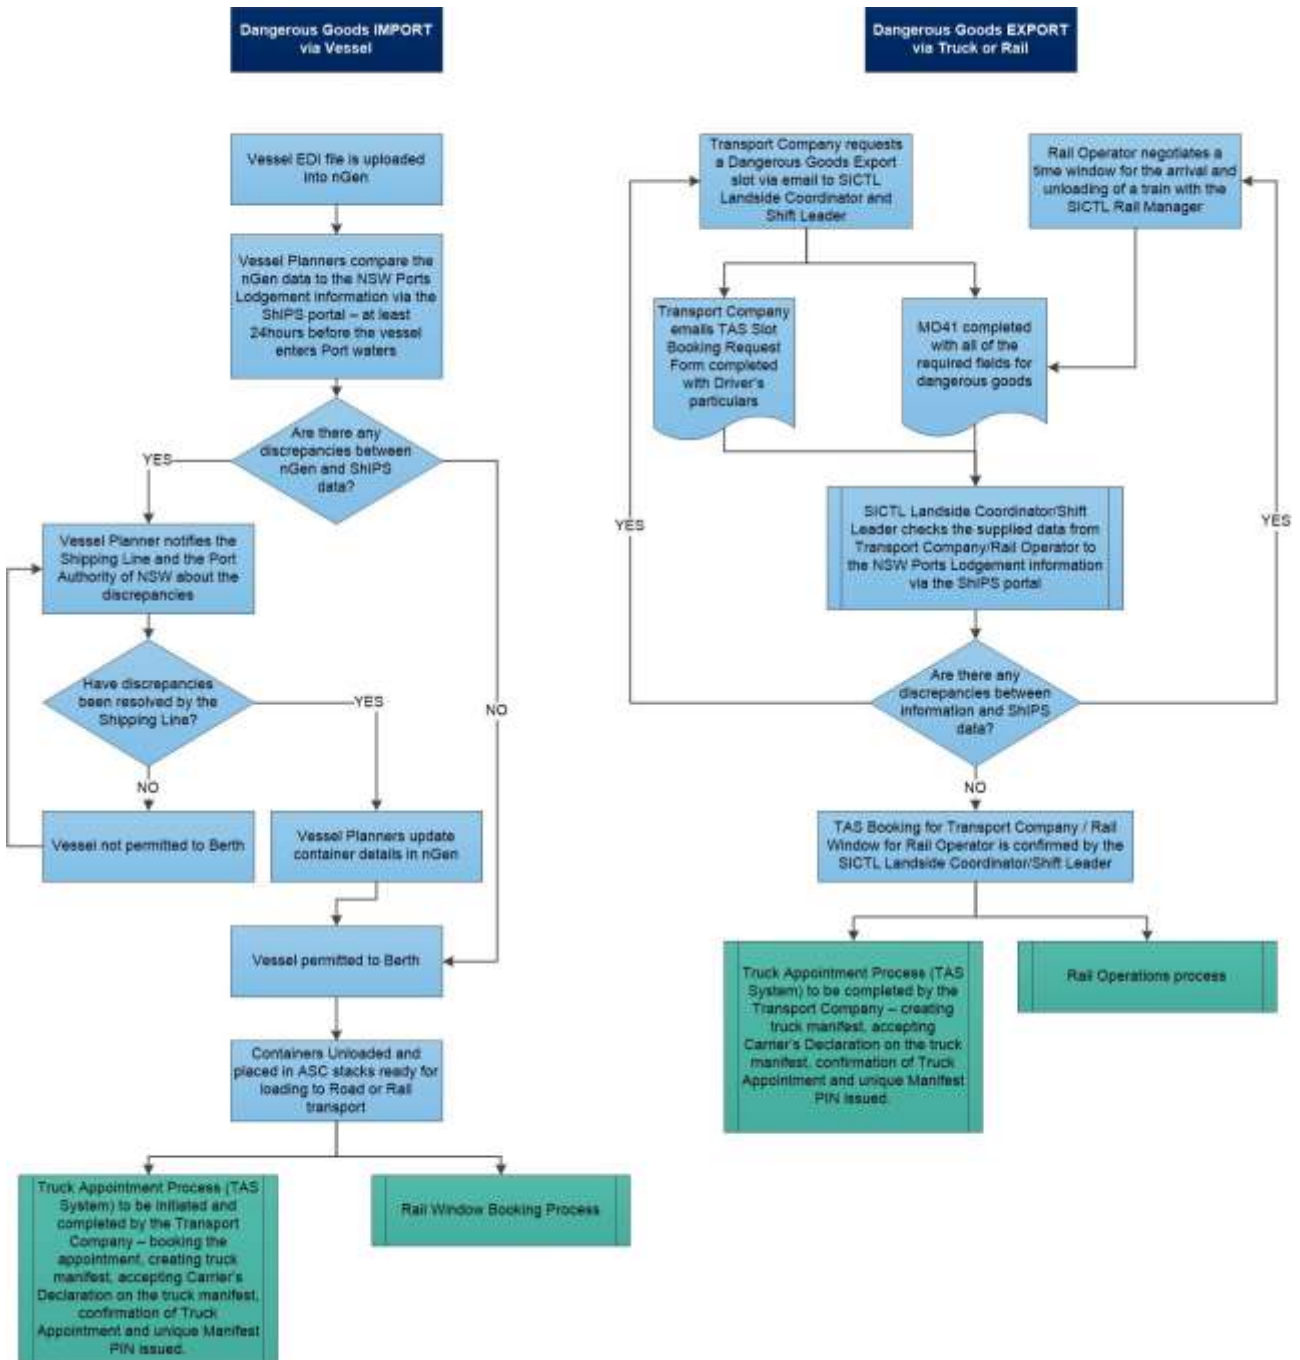 Dangerous Goods IMPORT
via Vessel
Vessel EDI file is uploaded
into nGen
Vessel Planners compare the
nGen data to the NSW Ports
Lodgement information via the
ShIPS portal – at least
24hours before the vessel
enters Port waters
Are there any
discrepancies between
nGen and ShIPS
data?
YES
NO
Vessel Planner notifies the
Shipping Line and the Port
Authority of NSW about the
discrepancies
Have discrepancies
been resolved by the
Shipping Line?
YES
NO
Vessel not permitted to Berth
Vessel Planners update
container details in nGen
Vessel permitted to Berth
Containers Unloaded and
placed in ASC stacks ready for
loading to Road or Rail
transport
Truck Appointment Process (TAS
System) to be initiated and
completed by the Transport
Company – booking the
appointment, creating truck
manifest, accepting Carrier's
Declaration on the truck manifest,
confirmation of Truck
Appointment and unique Manifest
PIN issued.
Rail Window Booking Process
Dangerous Goods EXPORT
via Truck or Rail
Transport Company requests
a Dangerous Goods Export
slot via email to SICTL
Landside Coordinator and
Shift Leader
Rail Operator negotiates a
time window for the arrival and
unloading of a train with the
SICTL Rail Manager
Transport Company
emails TAS Slot
Booking Request
Form completed
with Driver's
particulars
MO41 completed
with all of the
required fields for
dangerous goods
SICTL Landside Coordinator/Shift
Leader checks the supplied data from
Transport Company/Rail Operator to
the NSW Ports Lodgement information
via the ShIPS portal
YES
YES
Are there any
discrepancies between
information and ShIPS
data?
NO
TAS Booking for Transport Company / Rail
Window for Rail Operator is confirmed by the
SICTL Landside Coordinator/Shift Leader
Truck Appointment Process (TAS
System) to be completed by the
Transport Company – creating
truck manifest, accepting
Carrier's Declaration on the truck
manifest, confirmation of Truck
Appointment and unique Manifest
PIN issued.
Rail Operations process